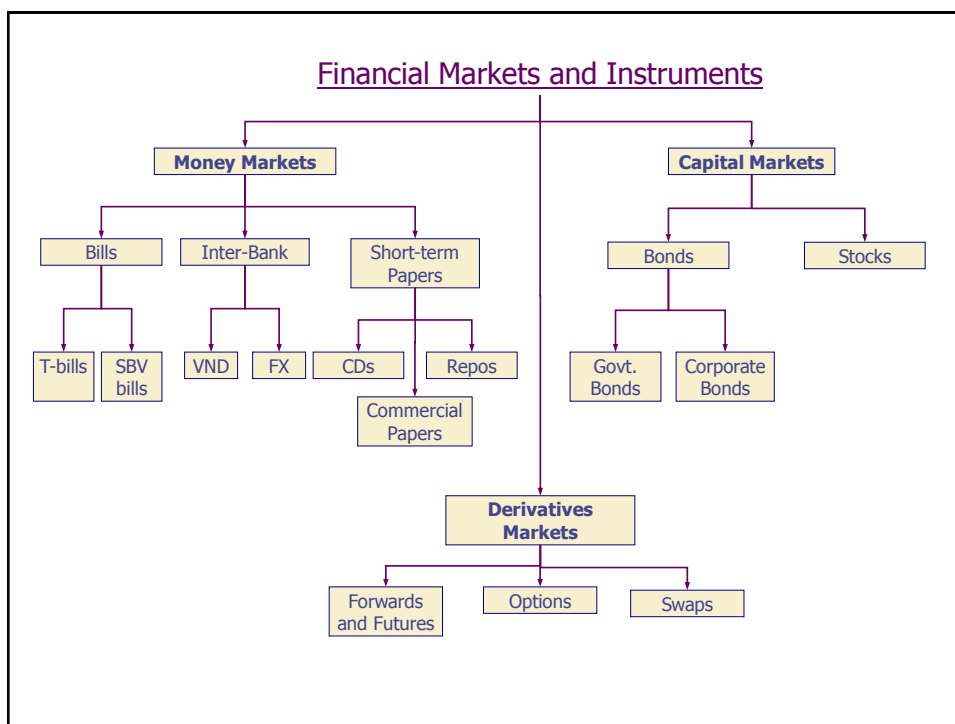 Financial Markets and Instruments
Money Markets
Capital Markets
Bills
Inter-Bank
Short-term
Papers
Bonds
Stocks
T-bills
SBV
bills
VND
FX
CDs
Repos
Commercial
Papers
Govt.
Bonds
Corporate
Bonds
Derivatives
Markets
Forwards
and Futures
Options
Swaps